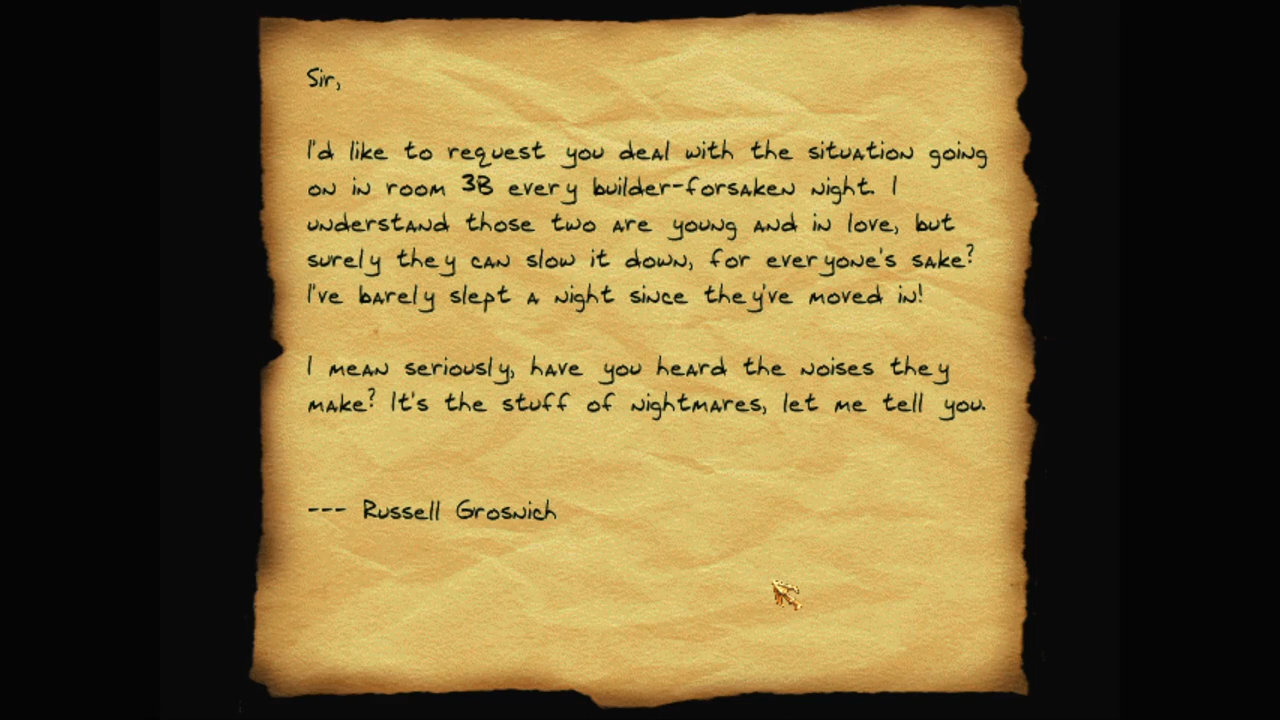 Sir,
I'd like to request you deal with the situation going
on in room 3B every builder-forsaken night. I
understand those two are young and in love, but
surely they can slow it down, for everyone's sake?
I've barely slept a night since they've moved in!
I mean seriously, have you heard the noises they
make? It's the stuff of nightmares, let me tell you.
--- Russell Grosnich